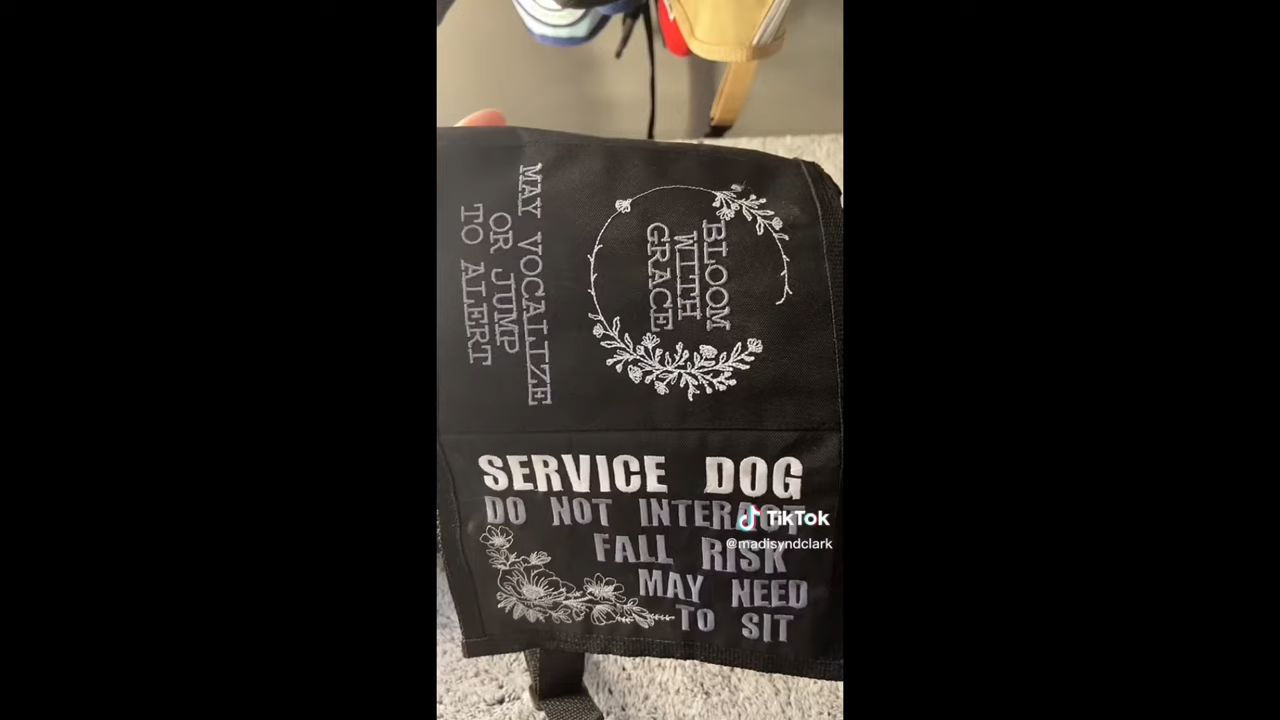 BLOOM
WITH
GRACE
MAY VOCALIZE
OR JUMP
TO ALERT
SERVICE DOG
DO NOT INTERACT
FALL RISK
MAY NEED
TO SIT
TikTok
@madisyndclark